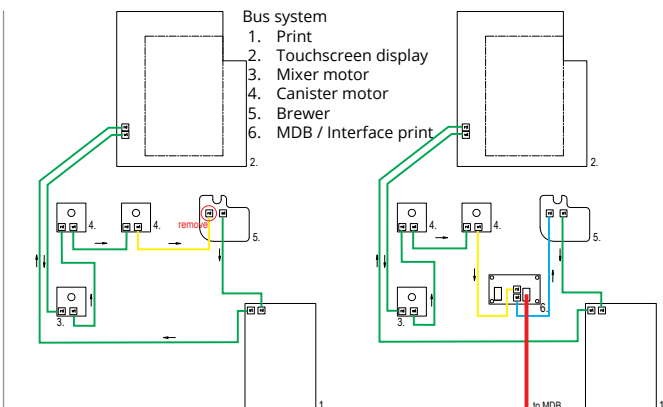 Bus system
1. Print
2. Touchscreen display
3. Mixer motor
4. Canister motor
5. Brewer
6. MDB / Interface print
2.
2.
4.
4.
remove
5.
4.
4.
5.
6.
3.
3.
to MDB
1.
1.